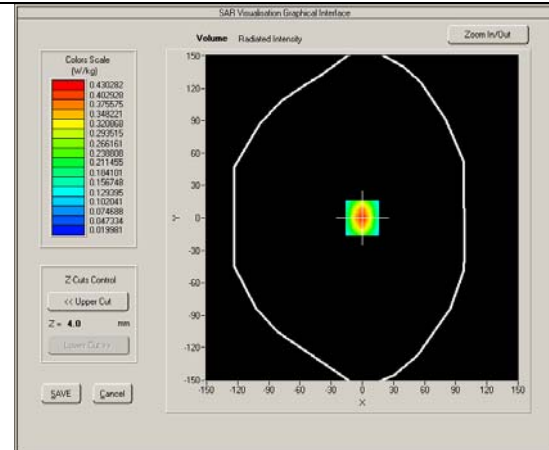 SAR Visualisation Graphical Interface
Volume Radiated Intensity
Zoom In/Out
Colors Scale
(W/kg)
0.430282
0.402928
0.375575
0.348221
0.320868
0.293515
0.266161
0.238808
0.211455
0.184101
0.156748
0.129395
0.102041
0.074688
0.047334
0.019981
Z-Cuts Control
<< Upper Cut
Z = 4.0 mm
Lower Cut >>
SAVE Cancel
150-
120-
90-
60-
30-
0-
-30-
-60-
-90-
-120-
-150-
Y
-150 -120 -90 -60 -30 0 30 60 90 120 150
X